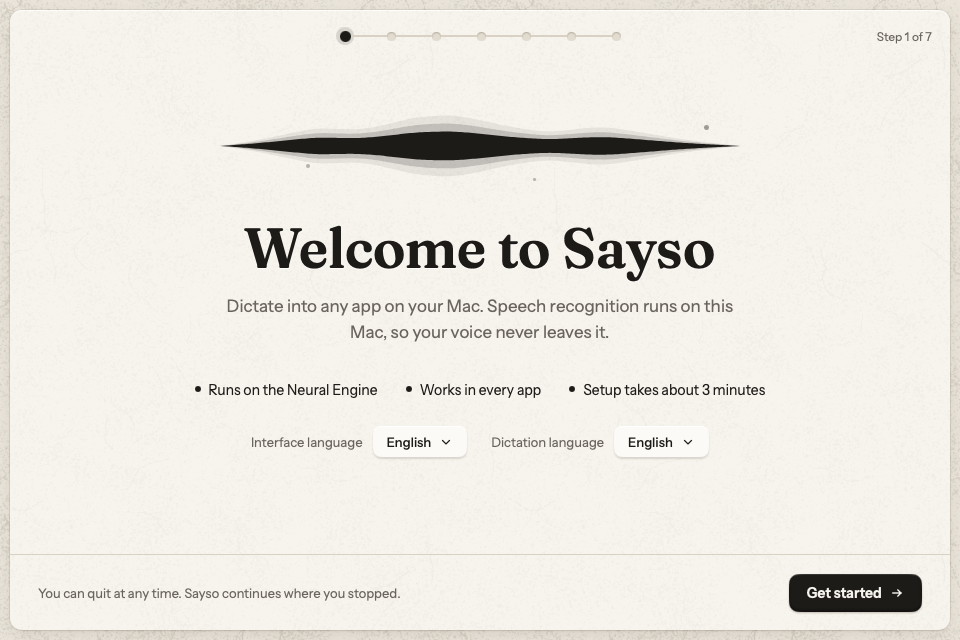 Step 1 of 7
Welcome to Sayso
Dictate into any app on your Mac. Speech recognition runs on this
Mac, so your voice never leaves it.
Runs on the Neural Engine
Works in every app
Setup takes about 3 minutes
Interface language English
Dictation language English
You can quit at any time. Sayso continues where you stopped.
Get started